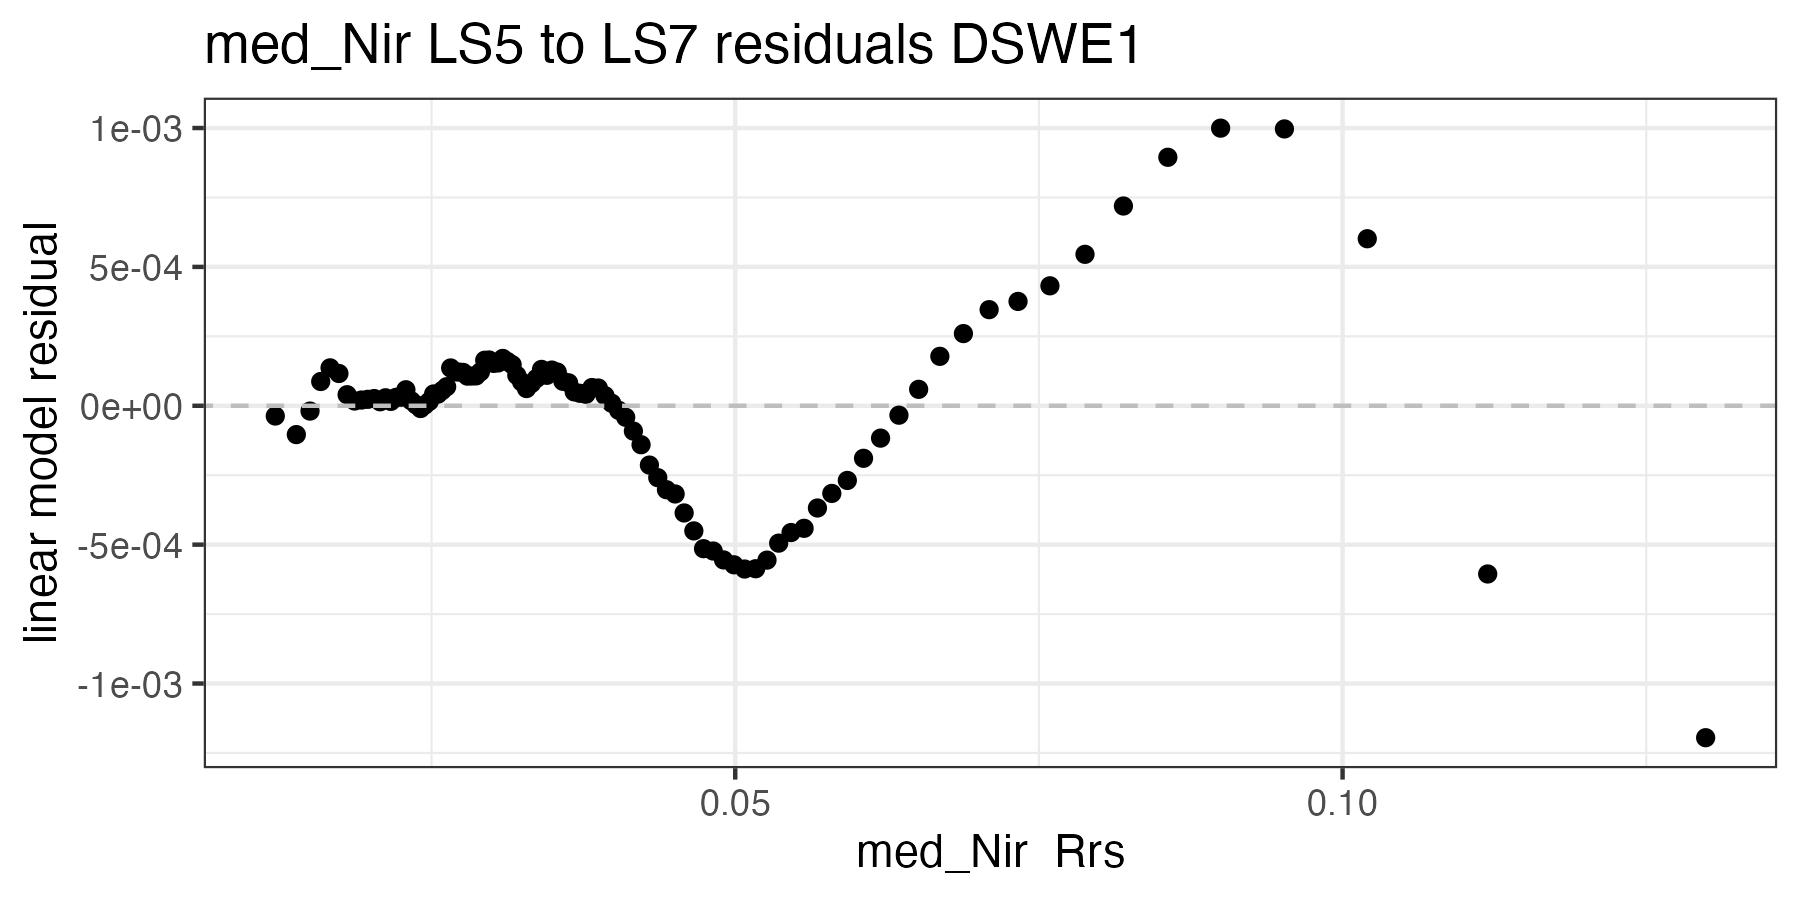 med_Nir LS5 to LS7 residuals DSWE1
linear model residual
1e-03
5e-04
0e+00
-5e-04
-1e-03
0.05
0.10
med_Nir  Rrs